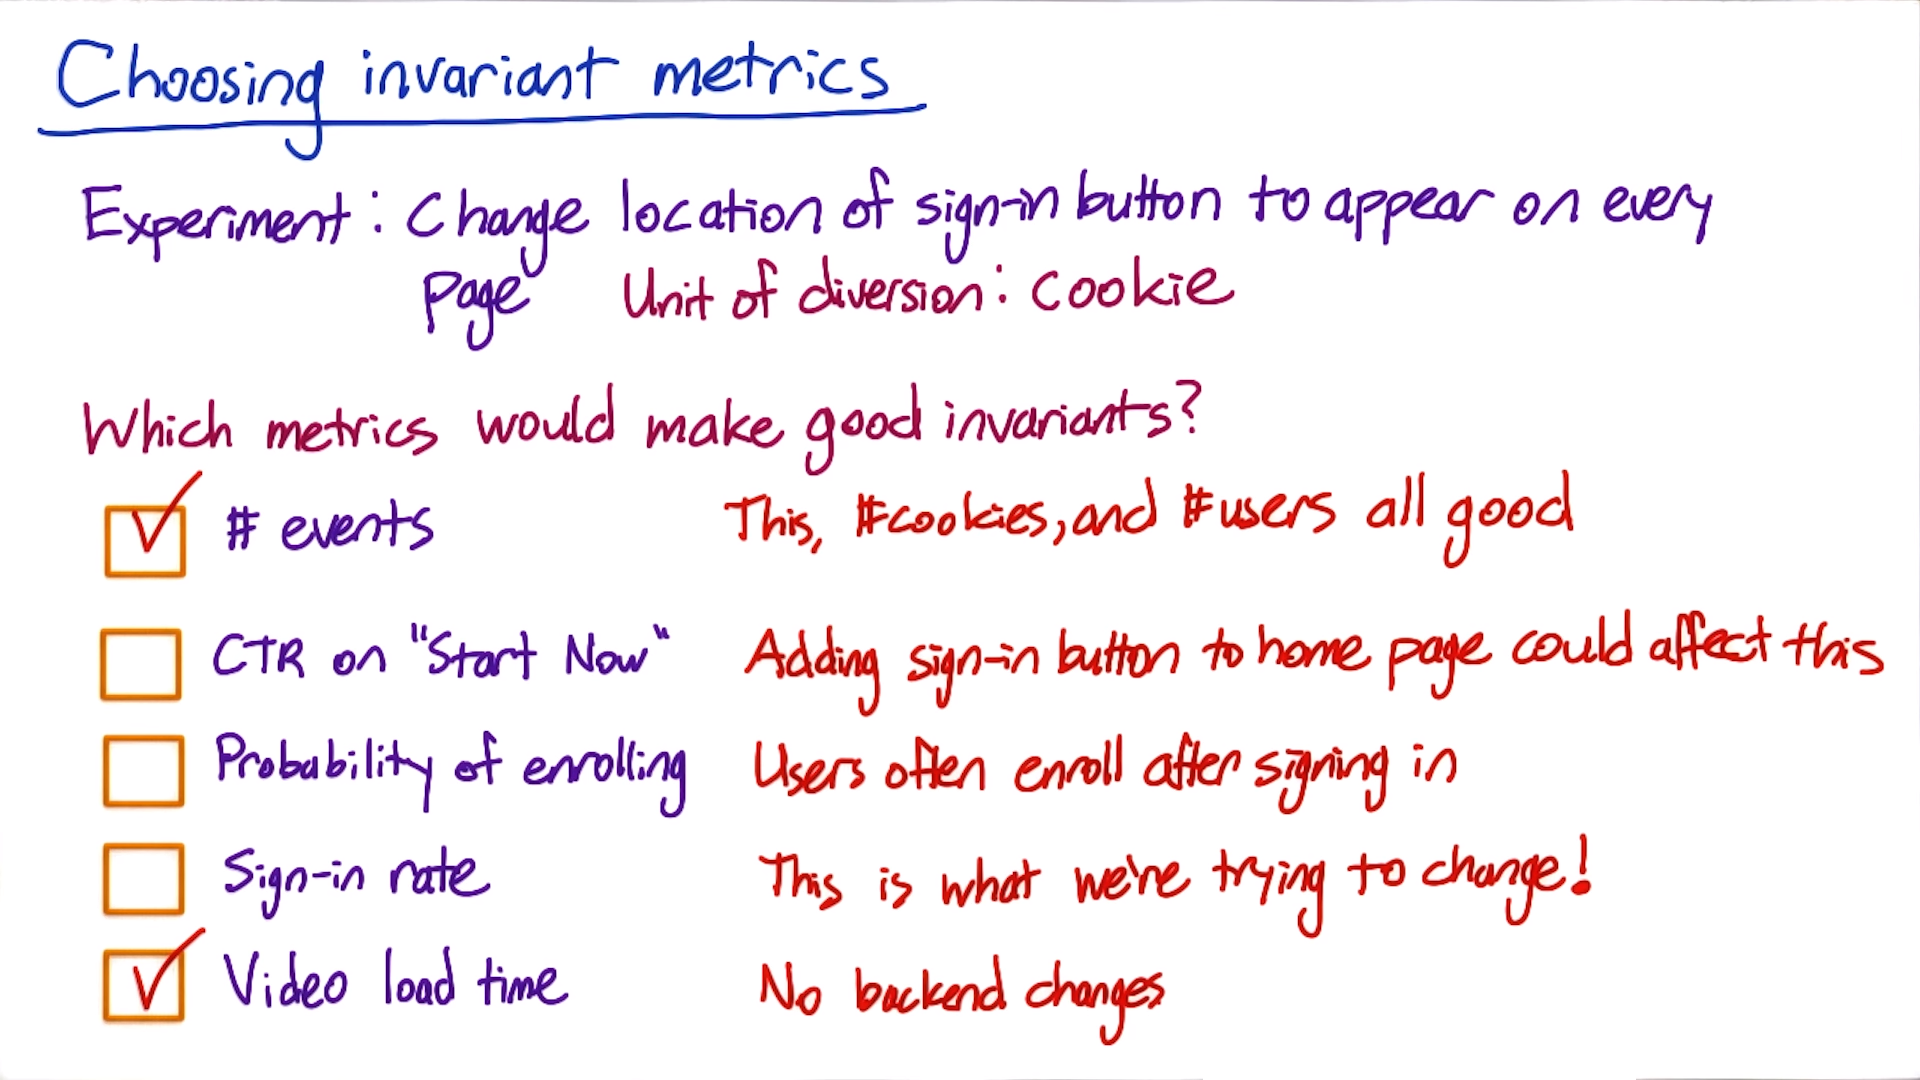 Choosing invariant metrics
Experiment: Change location of sign-in button to appear on every
page Unit of diversion: cookie
Which metrics would make good invariants?
# events This, #cookies, and #users all good
CTR on "Start Now" Adding sign-in button to home page could affect this
Probability of enrolling Users often enroll after signing in
Sign-in rate This is what we're trying to change!
Video load time No backend changes